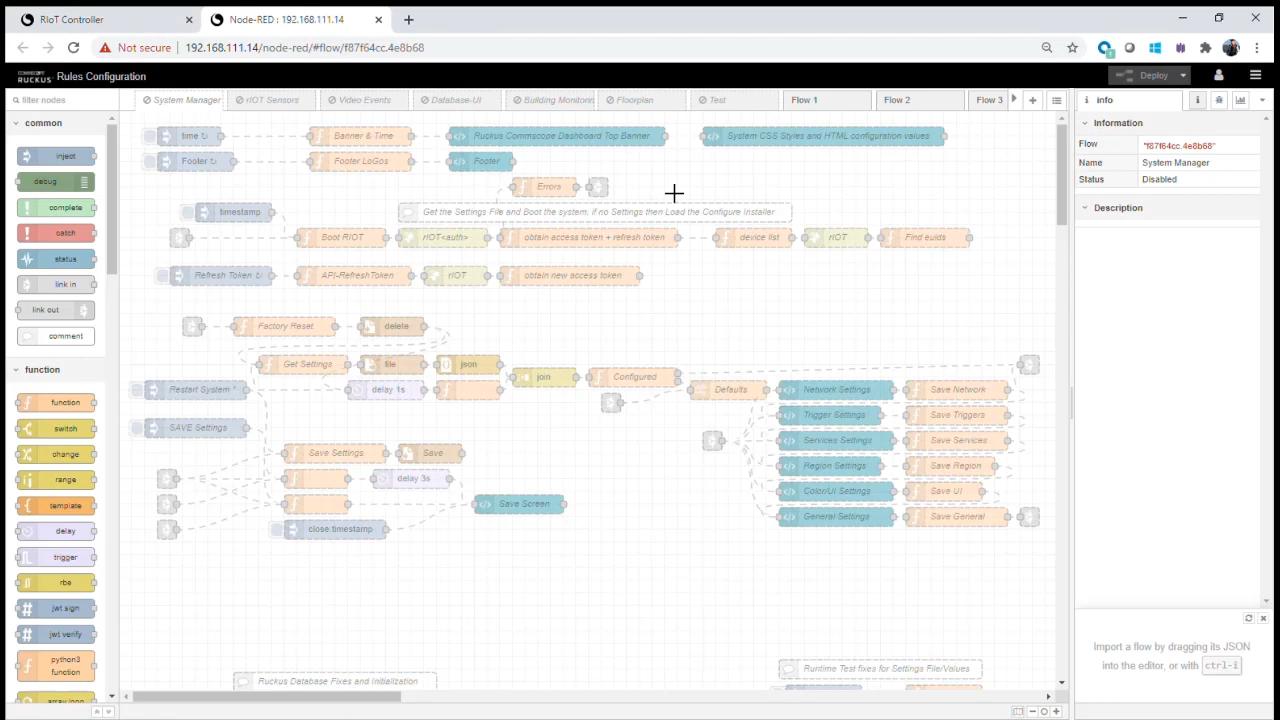 RIoT Controller
Node-RED : 192.168.111.14
Not secure
192.168.111.14/node-red/#flow/f87f64cc.4e8b68
COMMSCOPE RUCKUS
Rules Configuration
Deploy
filter nodes
System Manager
rIOT Sensors
Video Events
Database-UI
Building Monitorin
Floorplan
Test
Flow 1
Flow 2
Flow 3
info
common
inject
debug
complete
catch
status
link in
link out
comment
function
function
switch
change
range
template
delay
trigger
rbe
jwt sign
jwt verify
python3
function
time ↻
Banner & Time
Ruckus Commscope Dashboard Top Banner
System CSS Styles and HTML configuration values
Footer ↻
Footer LoGos
Footer
Errors
timestamp
Get the Settings File and Boot the system, if no Settings then Load the Configure Installer
Boot RIOT
rIOT<auth>
obtain access token + refresh token
device list
rIOT
Find euids
Refresh Token ↻
API-RefreshToken
rIOT
obtain new access token
Factory Reset
delete
Get Settings
file
json
join
Configured
Restart System ¹
delay 1s
Defaults
Network Settings
Save Network
Trigger Settings
Save Triggers
SAVE Settings
Services Settings
Save Services
Save Settings
Save
Region Settings
Save Region
delay 3s
Color/UI Settings
Save UI
Save Screen
General Settings
Save General
close:timestamp
Runtime Test fixes for Settings File/Values
Ruckus Database Fixes and Initialization
Information
Flow
"f87f64cc.4e8b68"
Name
System Manager
Status
Disabled
Description
Import a flow by dragging its JSON
into the editor, or with ctrl-i